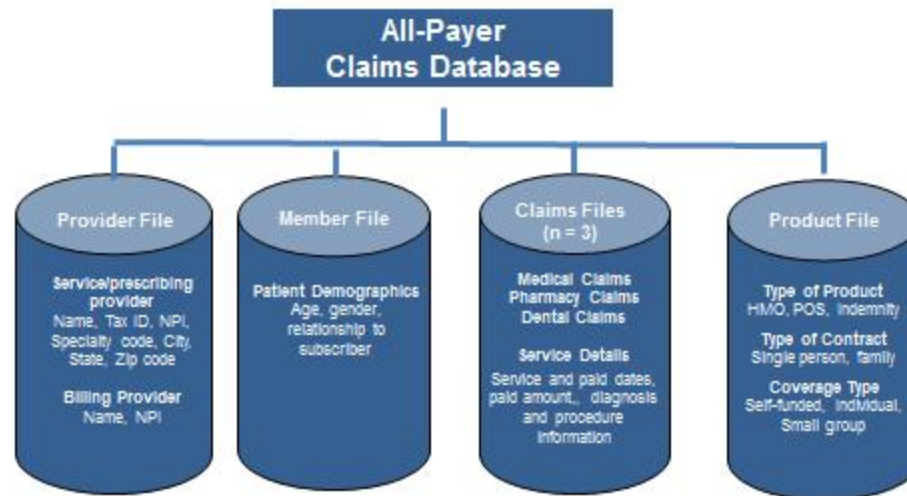 All-Payer
Claims Database
Provider File
Service/prescribing
provider
Name, Tax ID, NPI,
Specialty code, City,
State, Zip code
Billing Provider
Name, NPI
Member File
Patient Demographics
Age, gender,
relationship to
subscriber
Claims Files
(n = 3)
Medical Claims
Pharmacy Claims
Dental Claims
Service Details
Service and paid dates,
paid amount,, diagnosis
and procedure
information
Product File
Type of Product
HMO, POS, Indemnity
Type of Contract
Single person, family
Coverage Type
Self-funded, Individual,
Small group